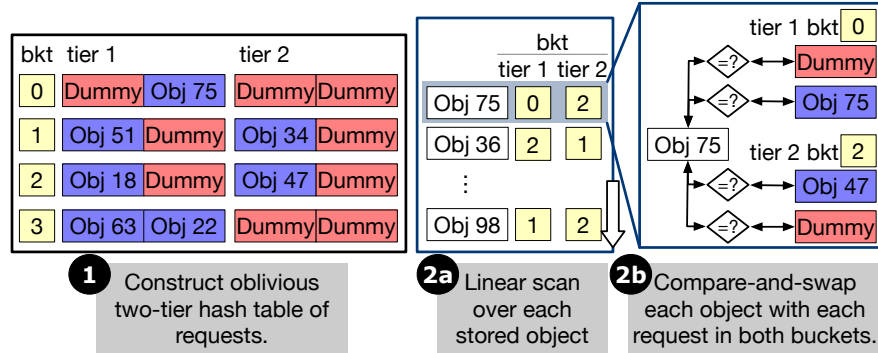 bkt tier 1 tier 2
0 Dummy Obj 75 Dummy Dummy
1 Obj 51 Dummy Obj 34 Dummy
2 Obj 18 Dummy Obj 47 Dummy
3 Obj 63 Obj 22 Dummy Dummy
1 Construct oblivious
two-tier hash table of
requests.
bkt
tier 1 tier 2
Obj 75 0 2
Obj 36 2 1
⋮
Obj 98 1 2
2a Linear scan
over each
stored object
tier 1 bkt 0
=? Dummy
=? Obj 75
Obj 75
tier 2 bkt 2
=? Obj 47
=? Dummy
2b Compare-and-swap
each object with each
request in both buckets.